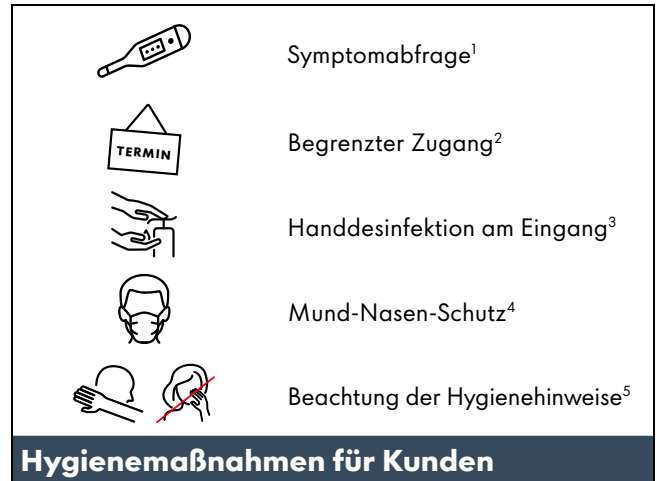 Symptomabfrage¹
Begrenzter Zugang²
TERMIN
Handdesinfektion am Eingang³
Mund-Nasen-Schutz⁴
Beachtung der Hygienehinweise⁵
Hygienemaßnahmen für Kunden